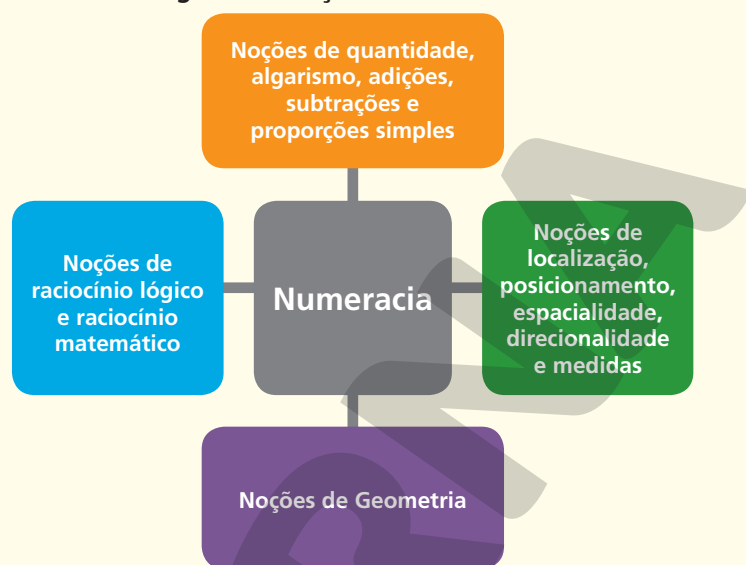 Noções de quantidade,
algarismo, adições,
subtrações e
proporções simples
Noções de
raciocínio lógico
e raciocínio
matemático
Numeracia
Noções de
localização,
posicionamento,
espacialidade,
direcionalidade
e medidas
Noções de Geometria